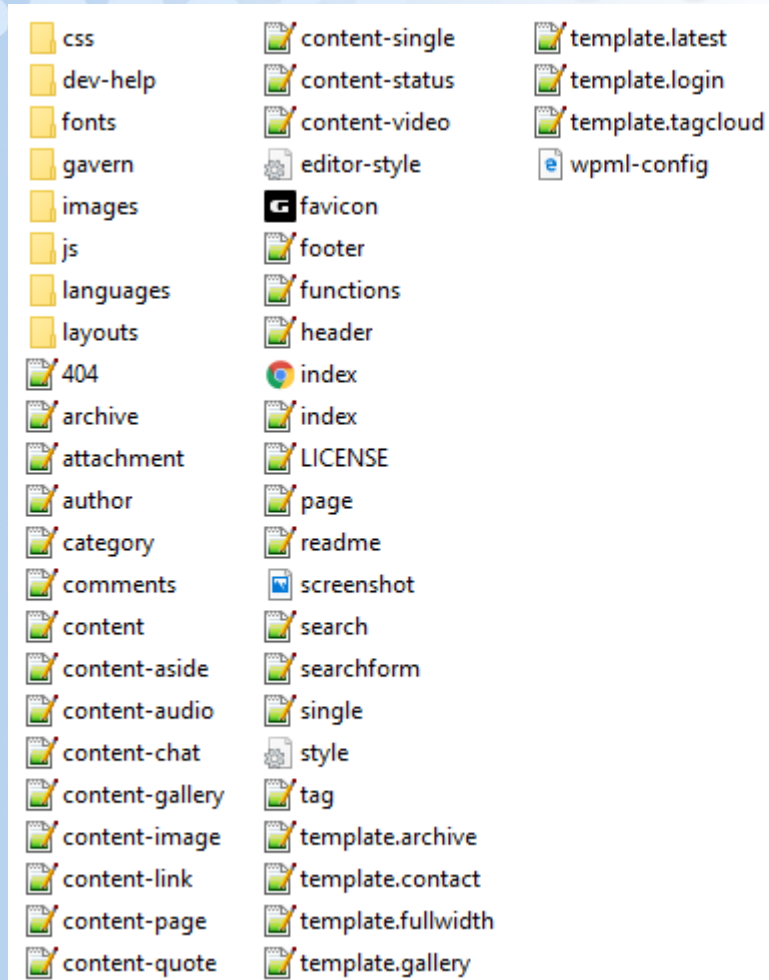 css
dev-help
fonts
gavern
images
js
languages
layouts
404
archive
attachment
author
category
comments
content
content-aside
content-audio
content-chat
content-gallery
content-image
content-link
content-page
content-quote
content-single
content-status
content-video
editor-style
G favicon
footer
functions
header
index
index
LICENSE
page
readme
screenshot
search
searchform
single
style
tag
template.archive
template.contact
template.fullwidth
template.gallery
template.latest
template.login
template.tagcloud
e wpml-config